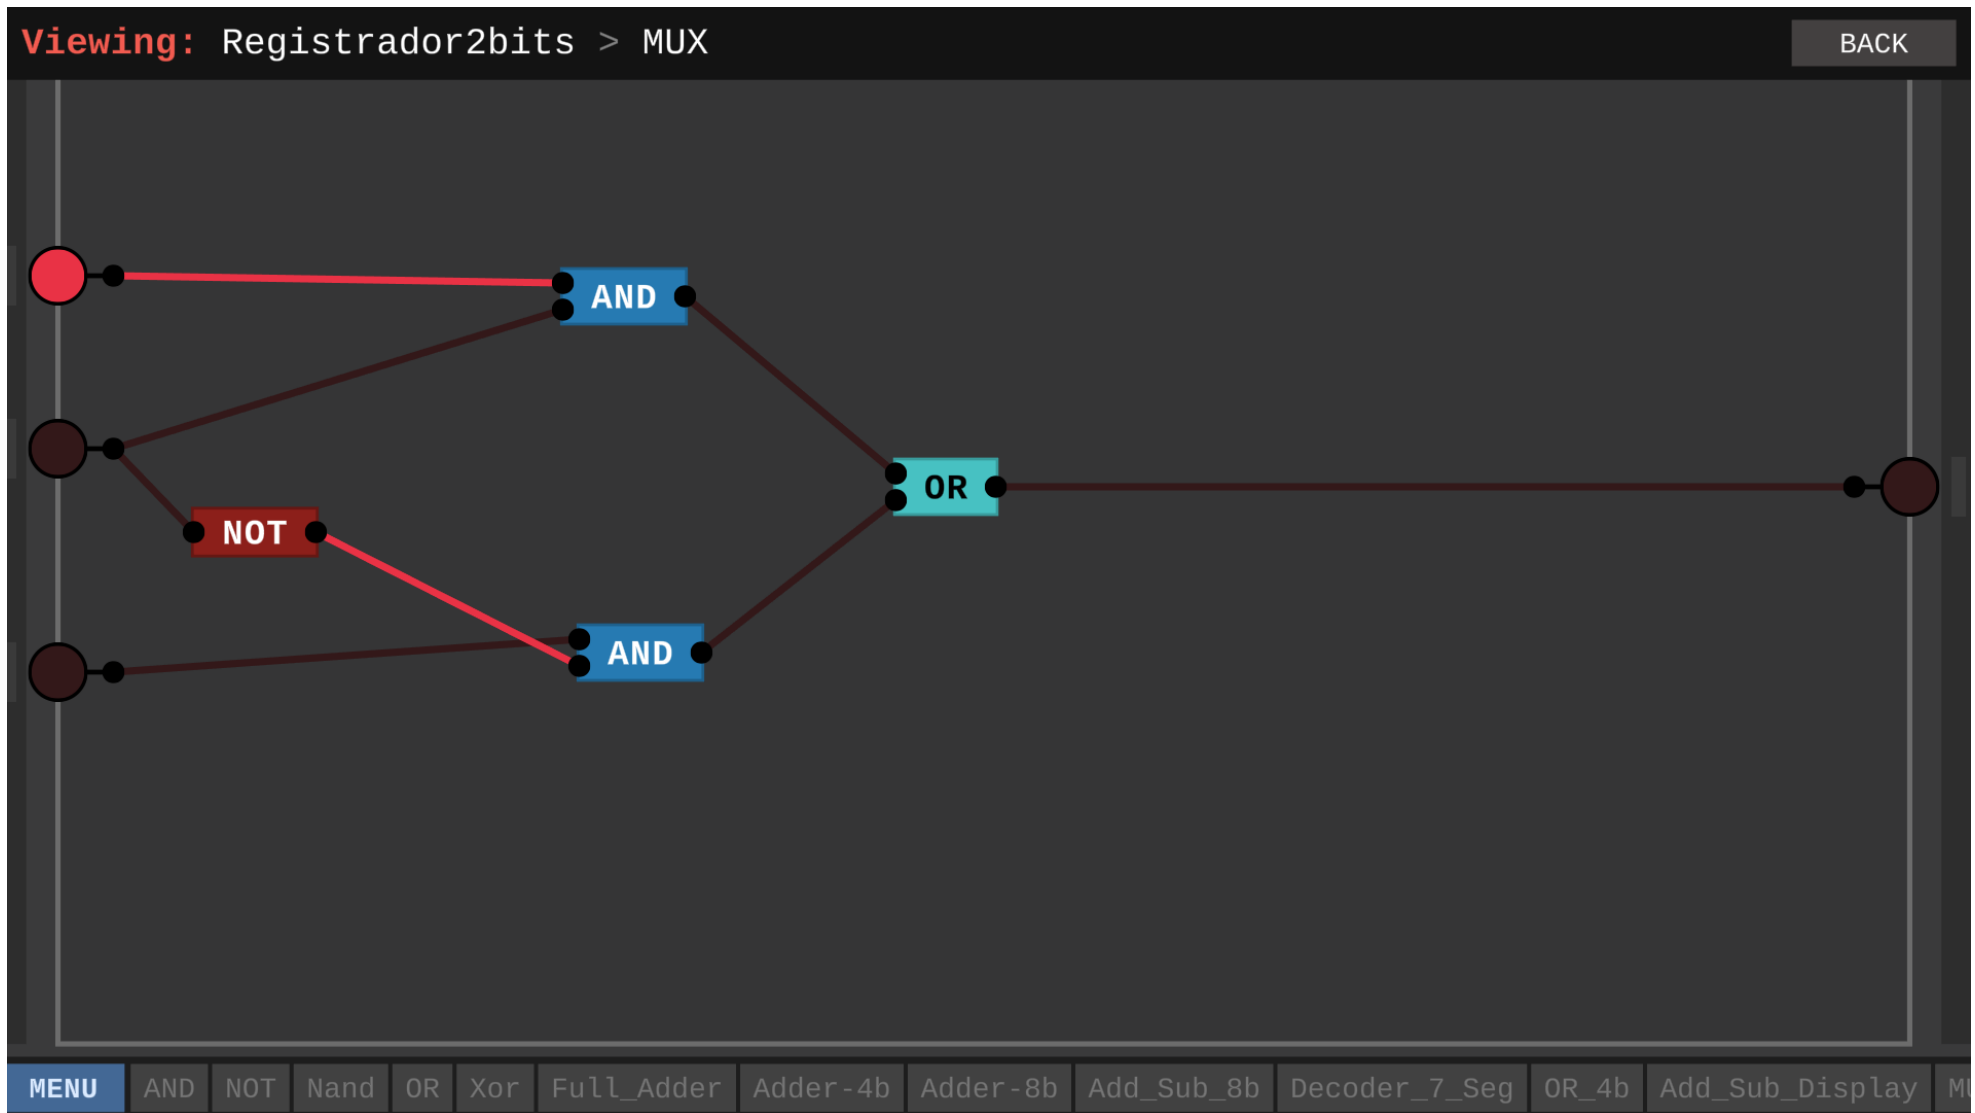 Viewing: Registrador2bits > MUX BACK
AND
OR
NOT
AND
MENU AND NOT Nand OR Xor Full_Adder Adder-4b Adder-8b Add_Sub_8b Decoder_7_Seg OR_4b Add_Sub_Display